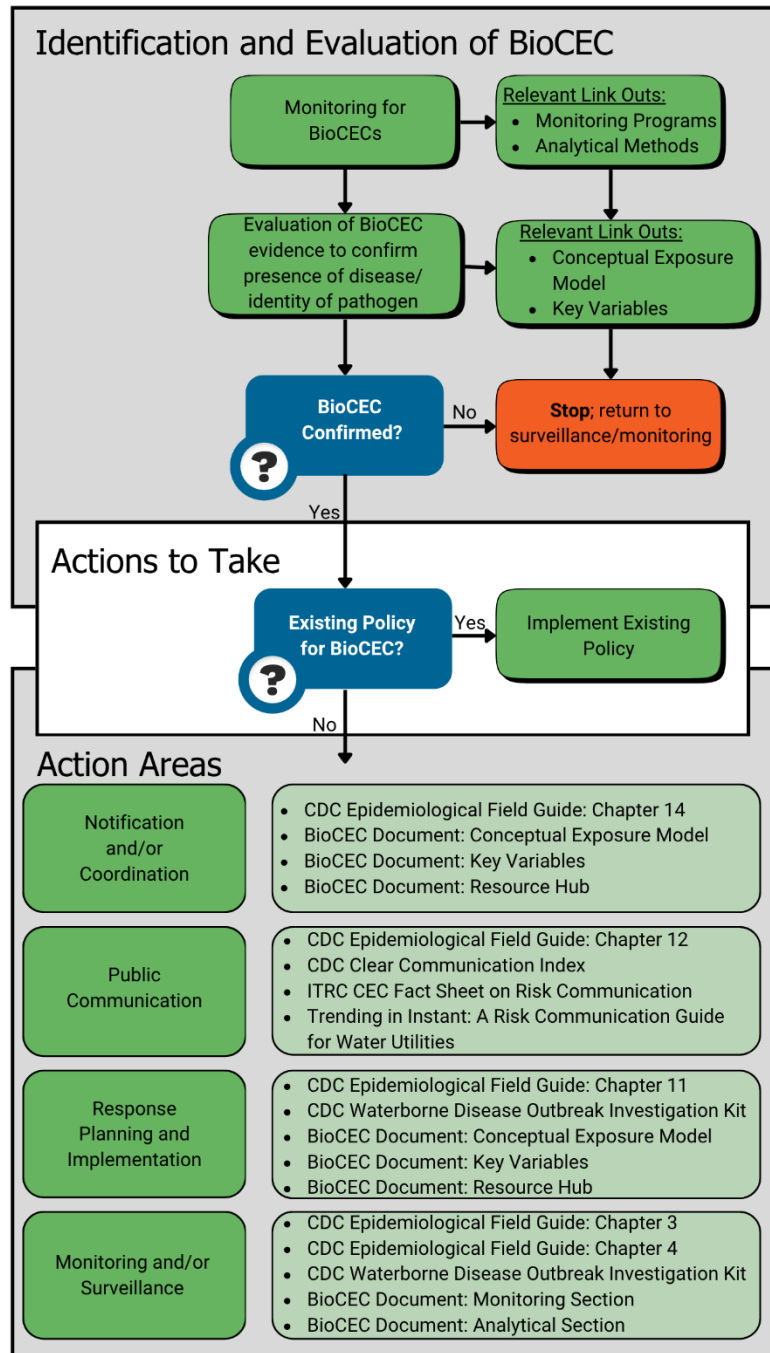 Identification and Evaluation of BioCEC
Monitoring for
BioCECs
Relevant Link Outs:
• Monitoring Programs
• Analytical Methods
Evaluation of BioCEC
evidence to confirm
presence of disease/
identity of pathogen
Relevant Link Outs:
• Conceptual Exposure
Model
• Key Variables
BioCEC
Confirmed?
?
No
Stop; return to
surveillance/monitoring
Yes
Actions to Take
Existing Policy
for BioCEC?
?
Yes
Implement Existing
Policy
No
Action Areas
Notification
and/or
Coordination
• CDC Epidemiological Field Guide: Chapter 14
• BioCEC Document: Conceptual Exposure Model
• BioCEC Document: Key Variables
• BioCEC Document: Resource Hub
Public
Communication
• CDC Epidemiological Field Guide: Chapter 12
• CDC Clear Communication Index
• ITRC CEC Fact Sheet on Risk Communication
• Trending in Instant: A Risk Communication Guide
for Water Utilities
Response
Planning and
Implementation
• CDC Epidemiological Field Guide: Chapter 11
• CDC Waterborne Disease Outbreak Investigation Kit
• BioCEC Document: Conceptual Exposure Model
• BioCEC Document: Key Variables
• BioCEC Document: Resource Hub
Monitoring and/or
Surveillance
• CDC Epidemiological Field Guide: Chapter 3
• CDC Epidemiological Field Guide: Chapter 4
• CDC Waterborne Disease Outbreak Investigation Kit
• BioCEC Document: Monitoring Section
• BioCEC Document: Analytical Section